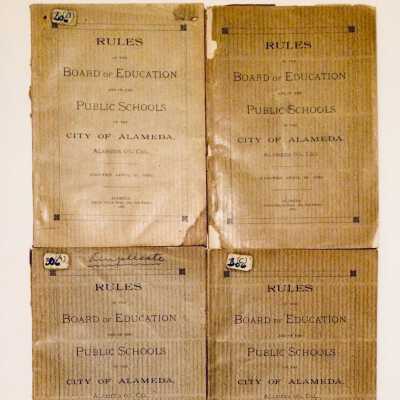 RULES
OF THE
BOARD OF EDUCATION
AND OF THE
PUBLIC SCHOOLS
OF THE
CITY OF ALAMEDA,
ALAMEDA CO., CAL.
ALAMEDA
RULES
OF THE
BOARD OF EDUCATION
AND OF THE
PUBLIC SCHOOLS
OF THE
CITY OF ALAMEDA,
ALAMEDA CO., CAL.
ALAMEDA
Duplicate
RULES
OF THE
BOARD OF EDUCATION
AND OF THE
PUBLIC SCHOOLS
OF THE
CITY OF ALAMEDA,
ALAMEDA CO., CAL.
RULES
OF THE
BOARD OF EDUCATION
AND OF THE
PUBLIC SCHOOLS
OF THE
CITY OF ALAMEDA,
ALAMEDA CO., CAL.